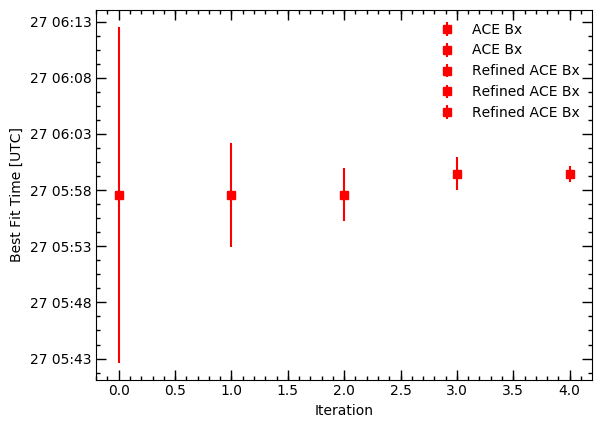 27 06:13
27 06:08
27 06:03
27 05:58
27 05:53
27 05:48
27 05:43
Best Fit Time [UTC]
ACE Bx
ACE Bx
Refined ACE Bx
Refined ACE Bx
Refined ACE Bx
0.0 0.5 1.0 1.5 2.0 2.5 3.0 3.5 4.0
Iteration